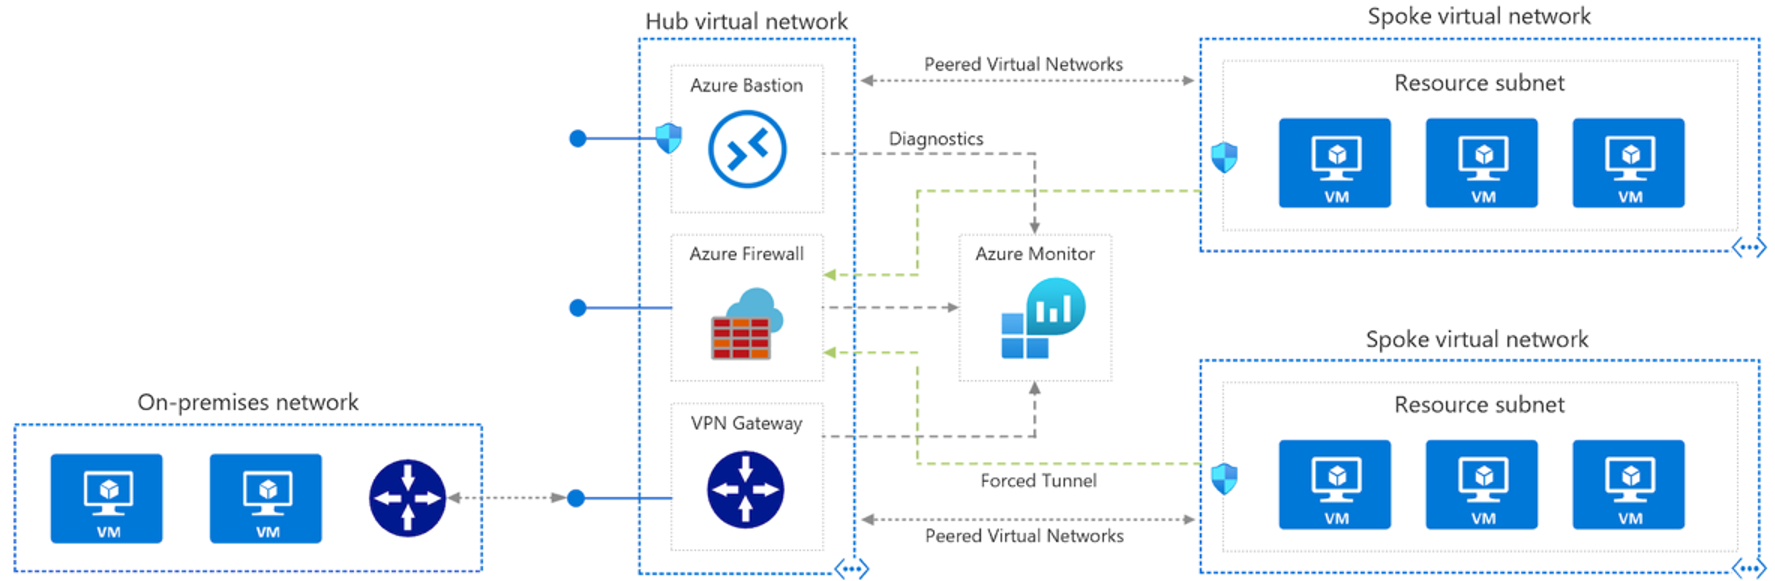 Hub virtual network
Spoke virtual network
Peered Virtual Networks
Azure Bastion
Resource subnet
Diagnostics
VM
VM
VM
Azure Firewall
Azure Monitor
Spoke virtual network
On-premises network
Resource subnet
VPN Gateway
Forced Tunnel
VM
VM
VM
VM
VM
Peered Virtual Networks